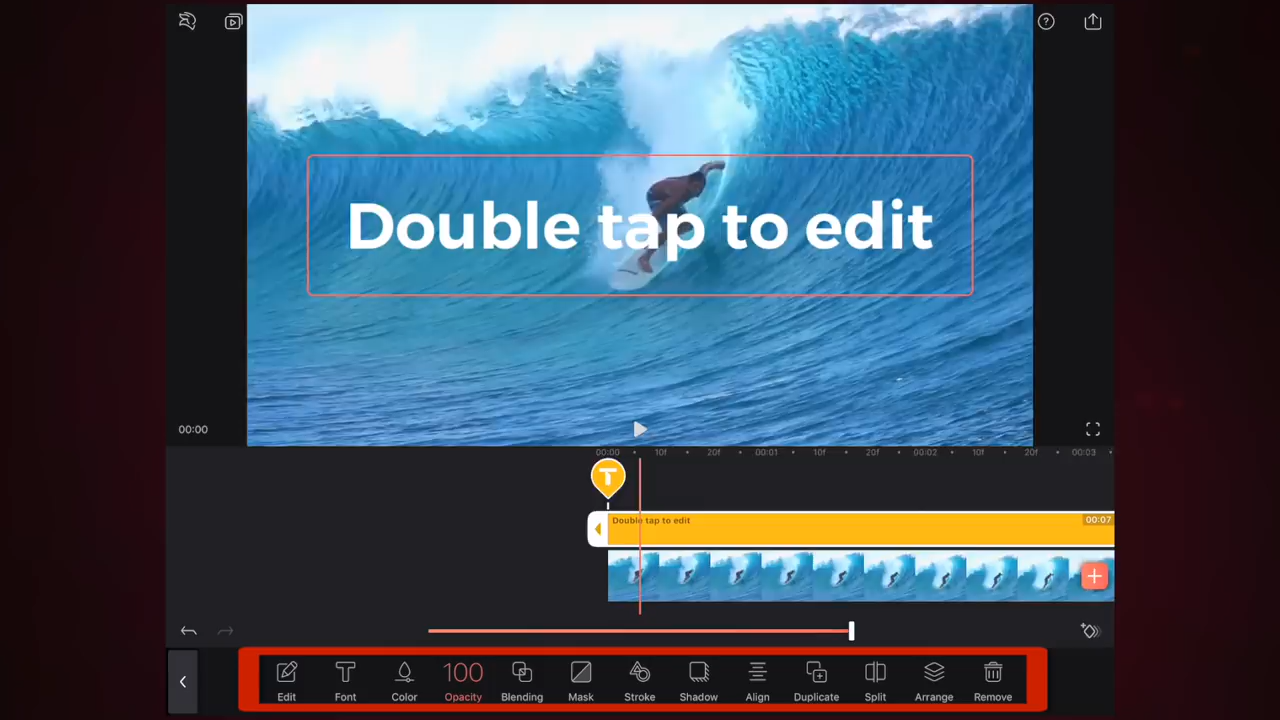 ?
Double tap to edit
00:00
00:00 10f 20f 00:01 10f 20f 00:02 10f 20f 00:03
T
Double tap to edit 00:07
100
Edit Font Color Opacity Blending Mask Stroke Shadow Align Duplicate Split Arrange Remove